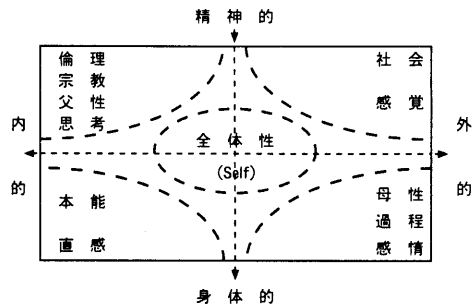 精神的
倫理
宗教
父性
思考
社会
感覚
内的
外的
全体性
(Self)
本能
直感
母性
過程
感情
身体的